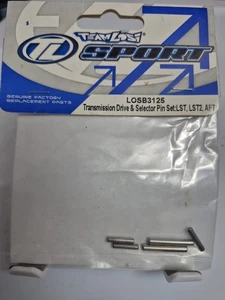 TEAM LOSI
SPORT
GENUINE FACTORY
REPLACEMENT PARTS
LOSB3125
Transmission Drive & Selector Pin Set:LST, LST2, AFT